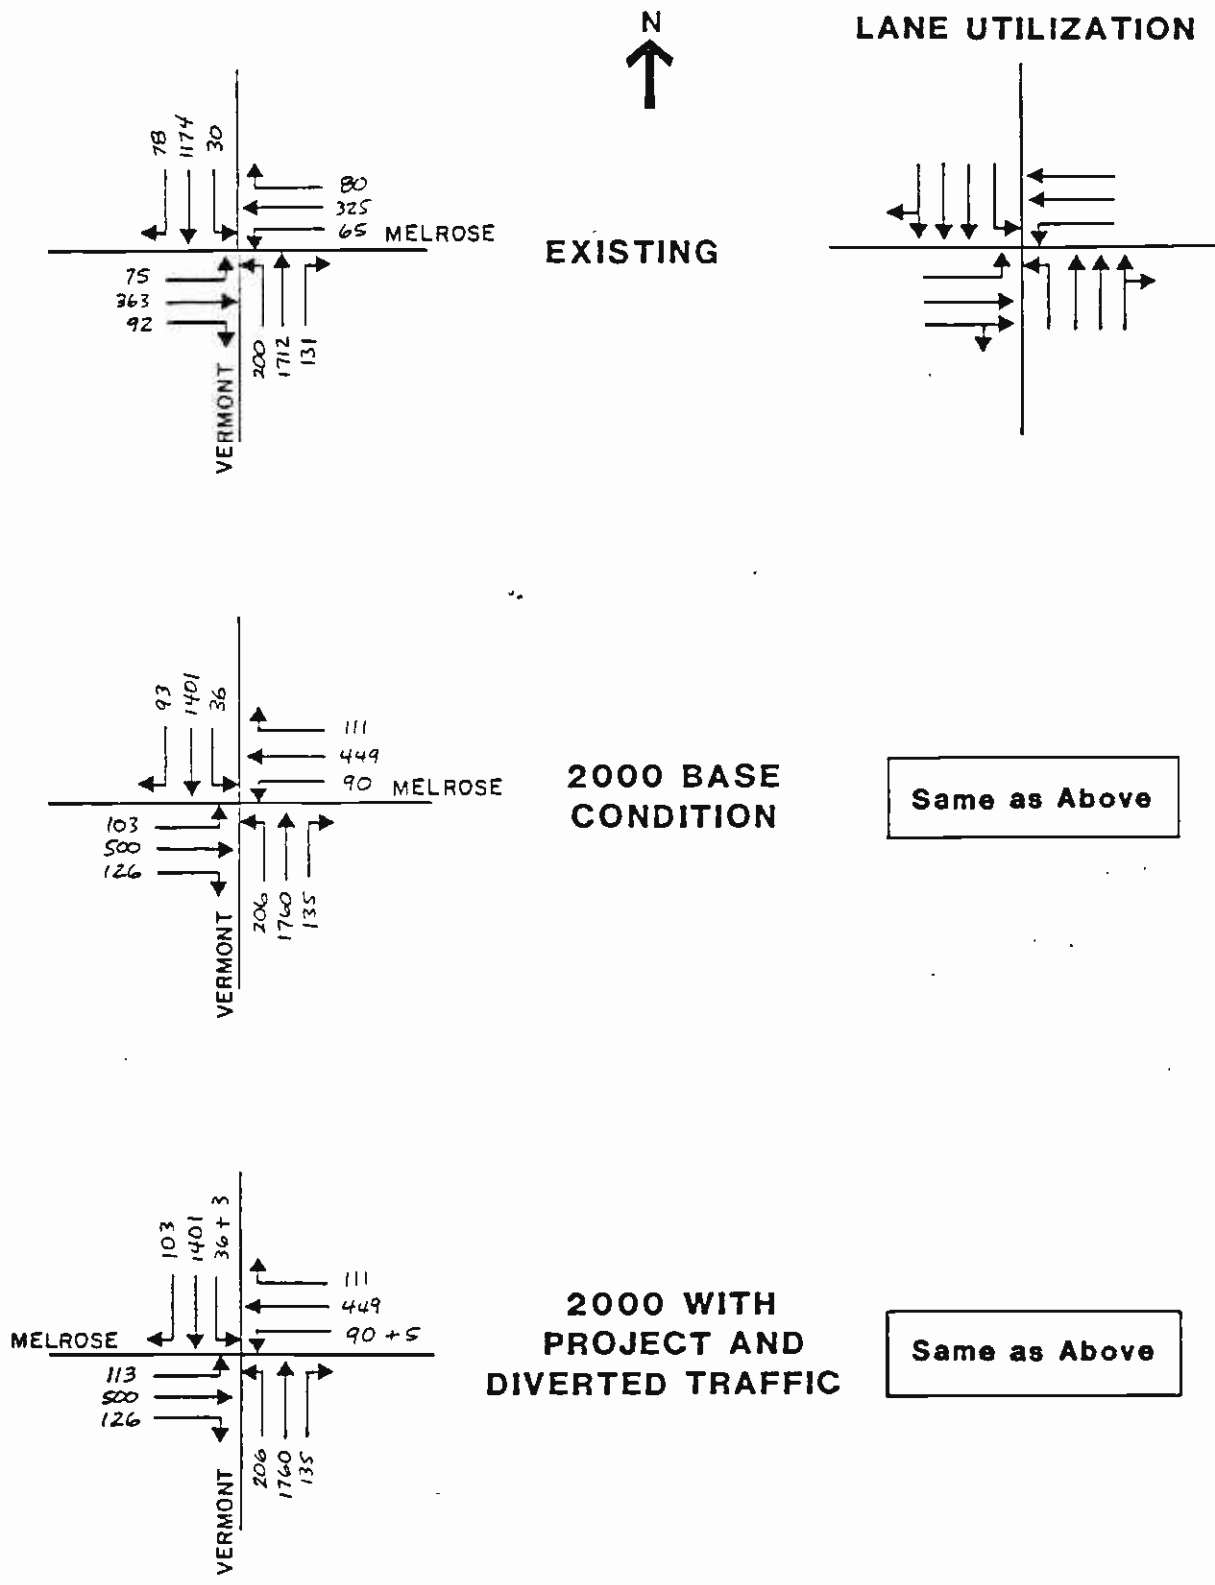 N
LANE UTILIZATION
78
1174
30
80
325
65 MELROSE
EXISTING
75
363
92
200
1712
131
VERMONT
93
1401
36
111
449
90 MELROSE
2000 BASE
CONDITION
Same as Above
103
500
126
206
1760
135
VERMONT
103
1401
36 + 3
111
449
90 + 5
MELROSE
2000 WITH
PROJECT AND
DIVERTED TRAFFIC
Same as Above
113
500
126
206
1760
135
VERMONT